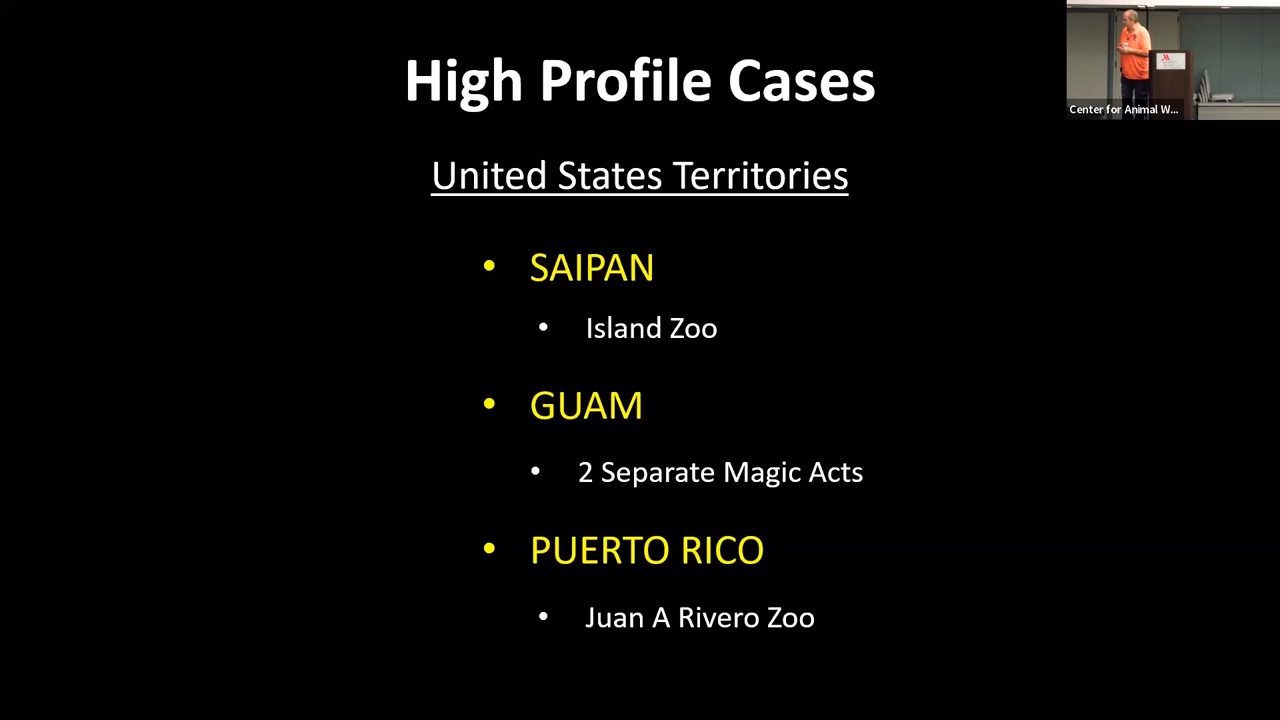 High Profile Cases
Center for Animal W...
United States Territories
• SAIPAN
• Island Zoo
• GUAM
• 2 Separate Magic Acts
• PUERTO RICO
• Juan A Rivero Zoo